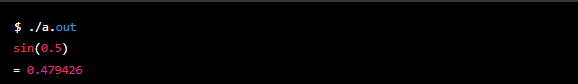 $ ./a.out
sin(0.5)
= 0.479426